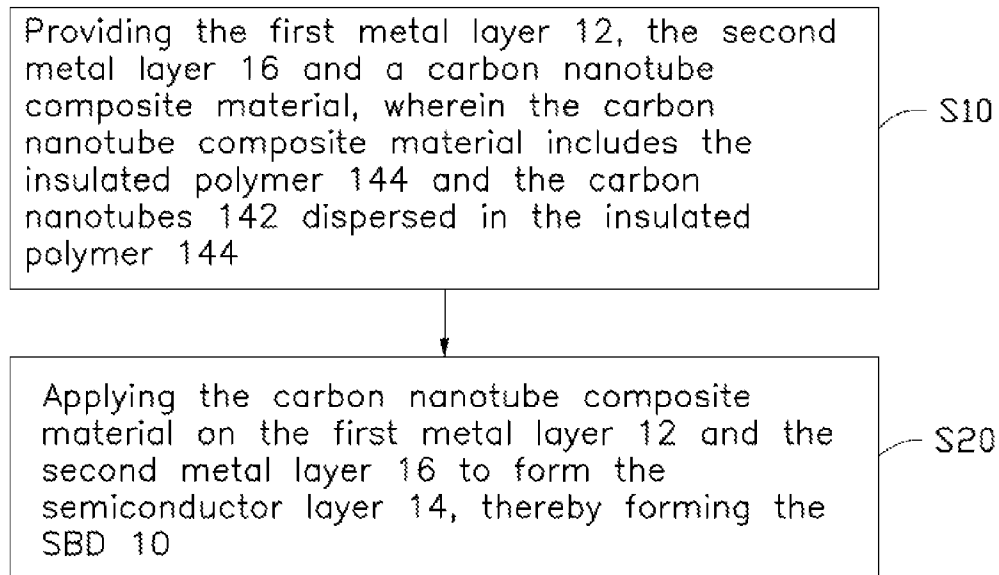 Providing the first metal layer 12, the second
metal layer 16 and a carbon nanotube
composite material, wherein the carbon
nanotube composite material includes the
insulated polymer 144 and the carbon
nanotubes 142 dispersed in the insulated
polymer 144
S10
Applying the carbon nanotube composite
material on the first metal layer 12 and the
second metal layer 16 to form the
semiconductor layer 14, thereby forming the
SBD 10
S20